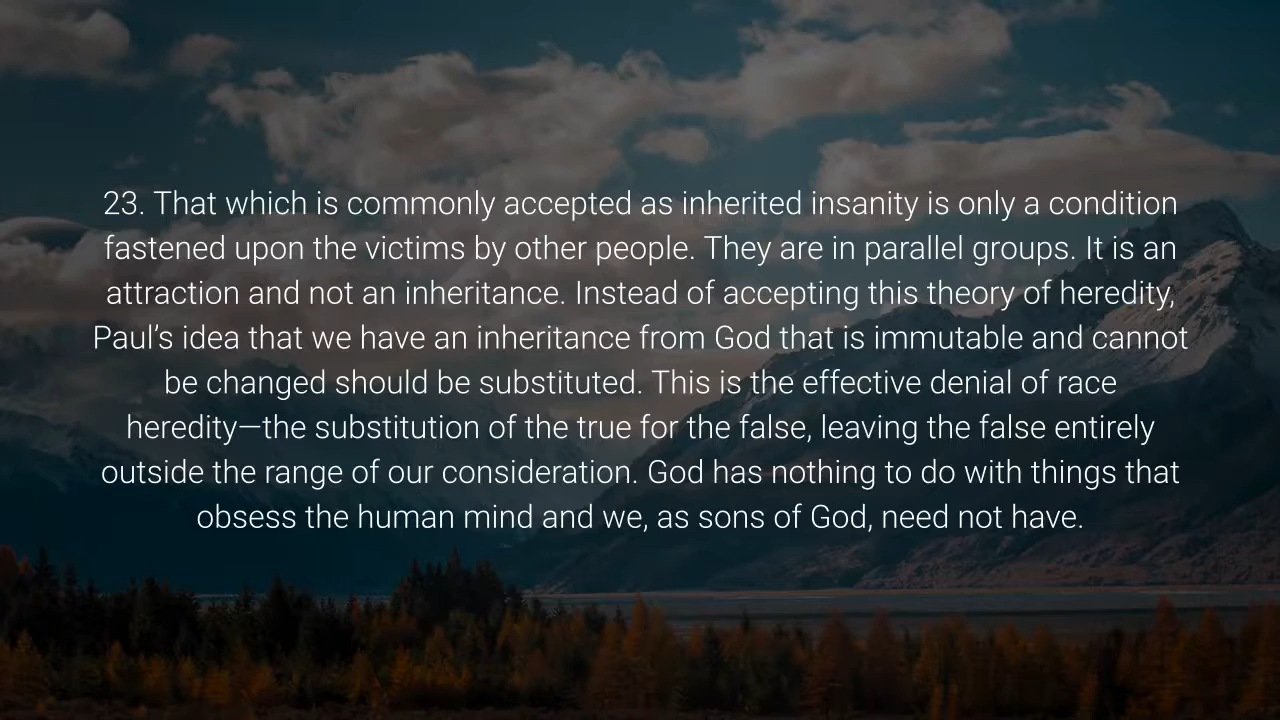 23. That which is commonly accepted as inherited insanity is only a condition
fastened upon the victims by other people. They are in parallel groups. It is an
attraction and not an inheritance. Instead of accepting this theory of heredity,
Paul’s idea that we have an inheritance from God that is immutable and cannot
be changed should be substituted. This is the effective denial of race
heredity—the substitution of the true for the false, leaving the false entirely
outside the range of our consideration. God has nothing to do with things that
obsess the human mind and we, as sons of God, need not have.